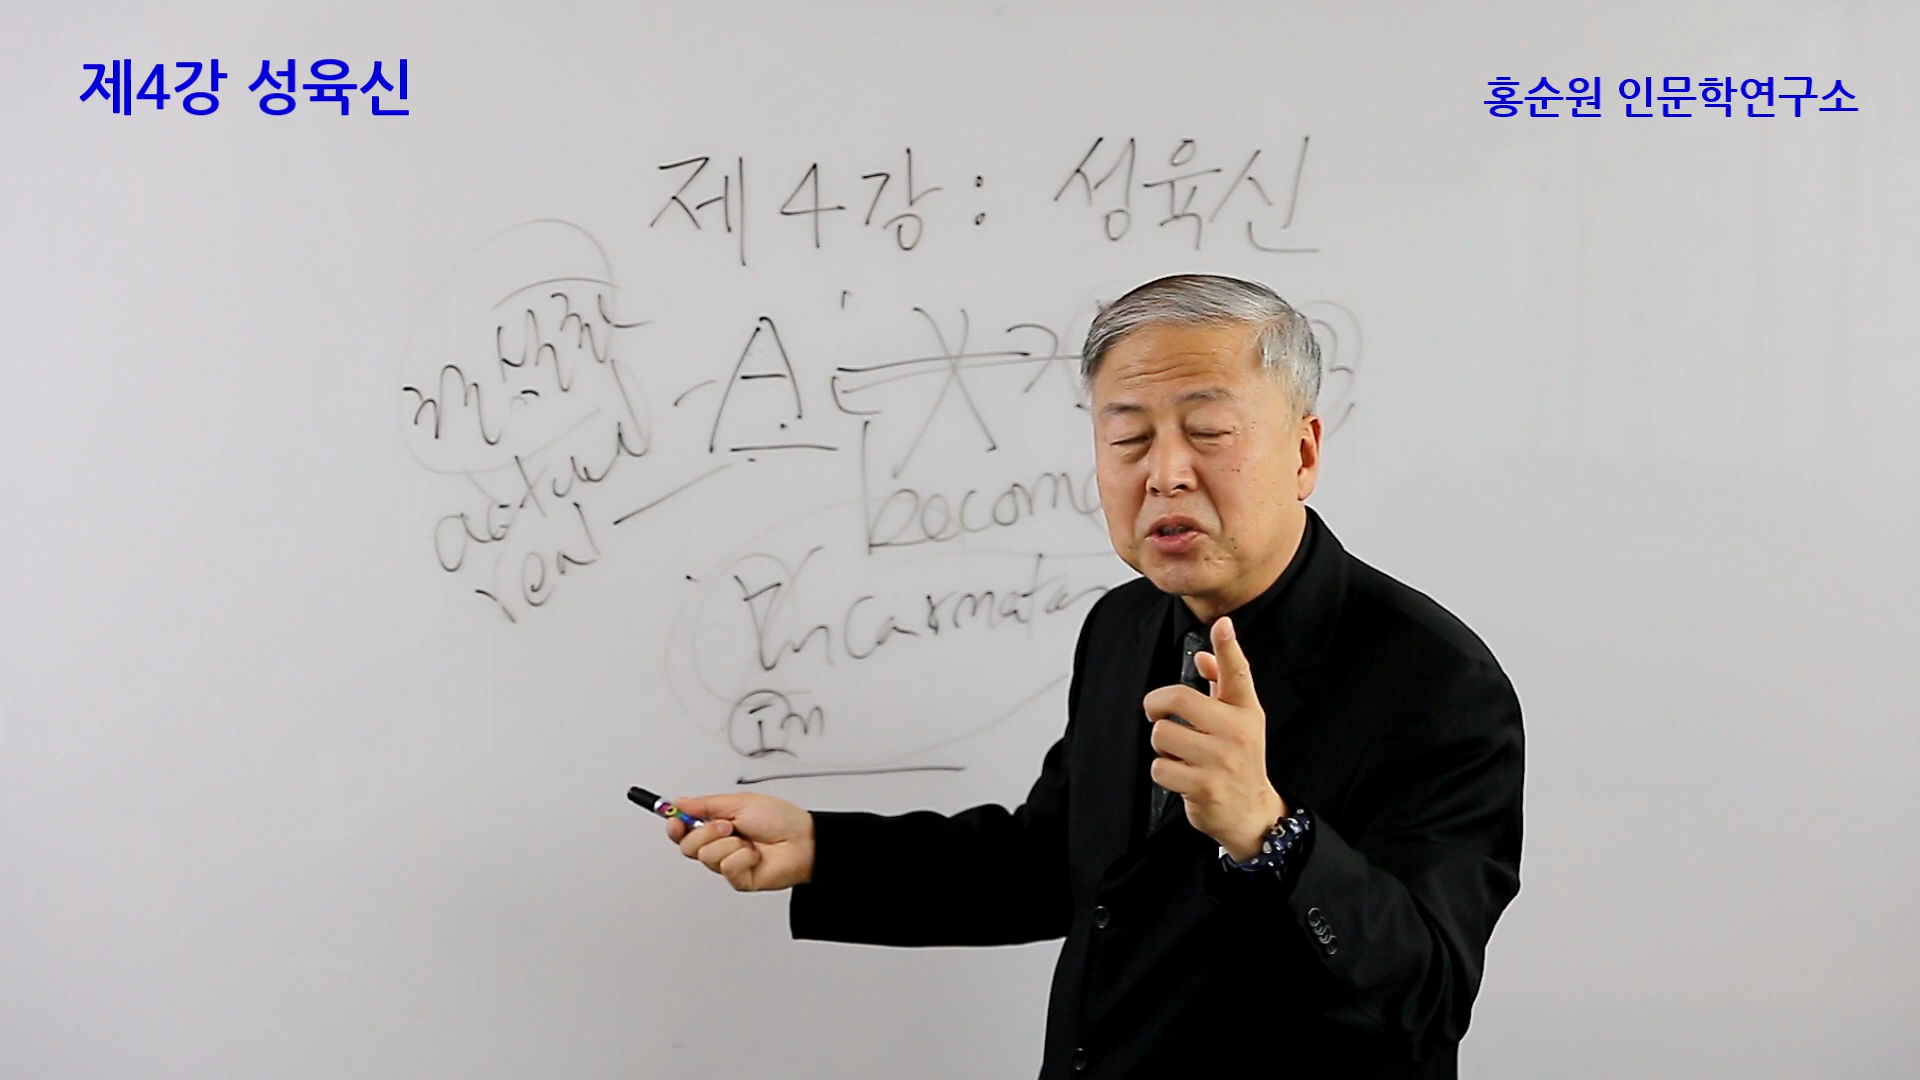 제4강 성육신
홍순원 인문학연구소
제 4 강 : 성육신
A
become
actual
real
Incarnation
In